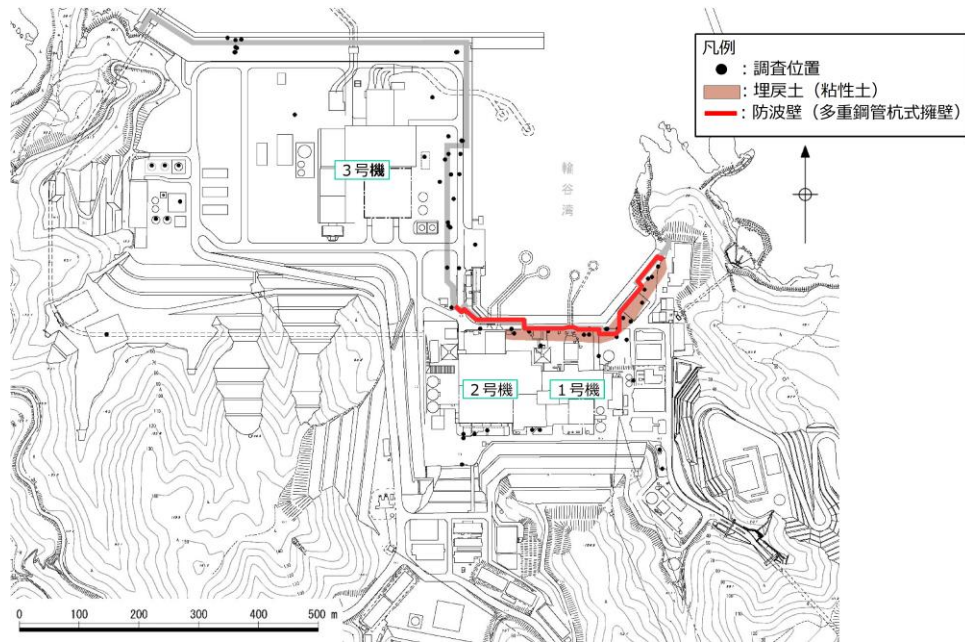 凡例
● : 調査位置
: 埋戻土（粘性土）
: 防波壁（多重鋼管杭式擁壁）
3号機
輪谷湾
2号機
1号機
0 100 200 300 400 500 m